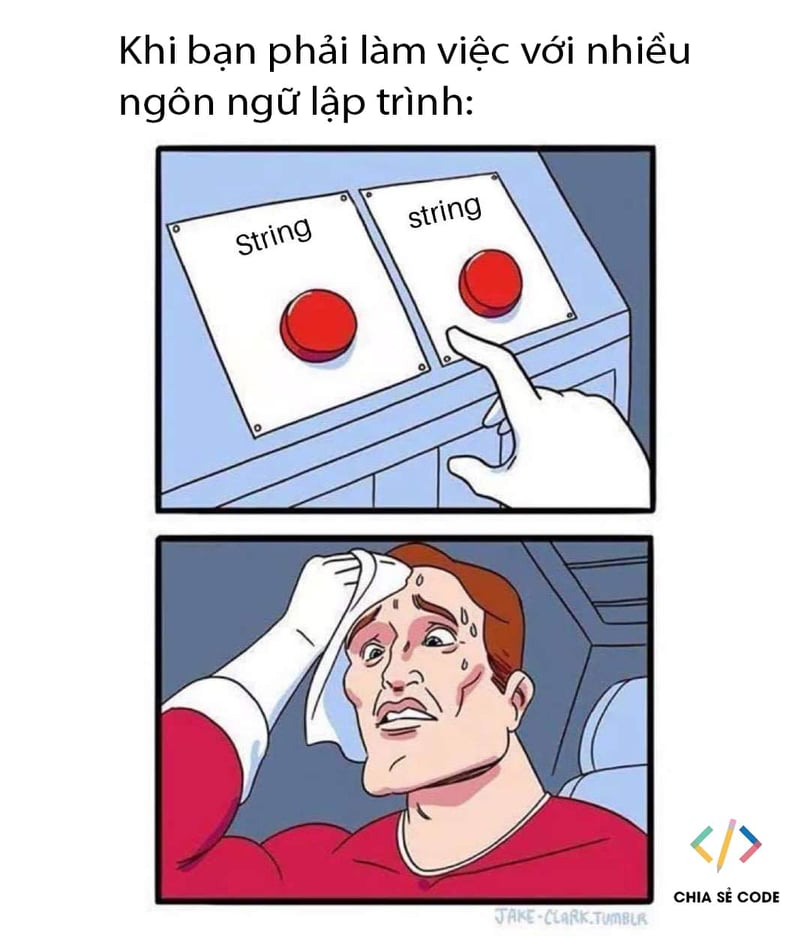 Khi bạn phải làm việc với nhiều
ngôn ngữ lập trình:
String
string
JAKE-CLARK.TUMBLR
CHIA SẺ CODE